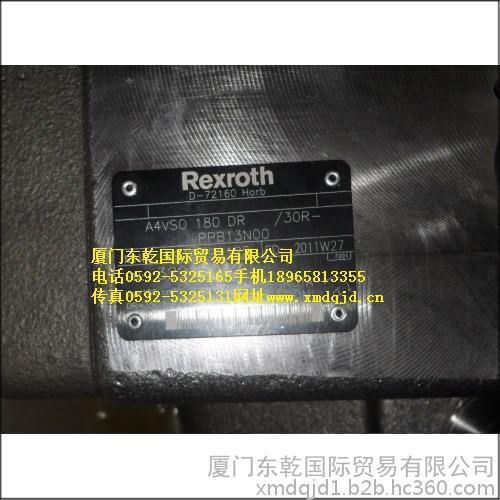 Rexroth
D-72160 Horb
A4VSO 180 DR /30R-
PPB13N00
2011W27
7201
厦门东乾国际贸易有限公司
电话0592-5325165手机18965813355
传真0592-5325131网址www.xmdqjd.cn
厦门东乾国际贸易有限公司
xmdqjd1.b2b.hc360.com